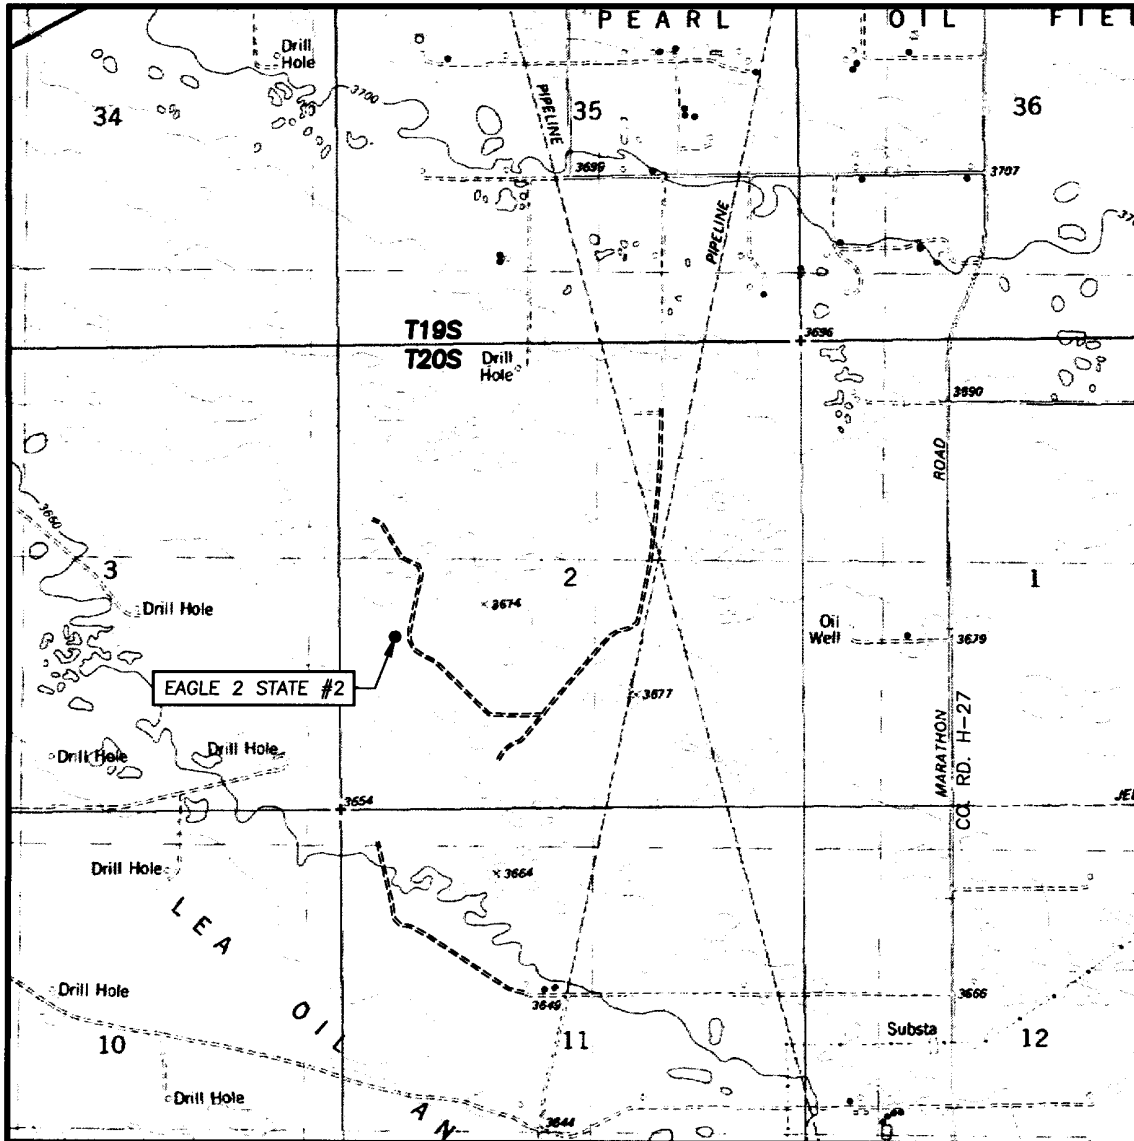 PEARL OIL FIEL
Drill
Hole
34
3700
PIPELINE
35
36
3699
3707
PIPELINE
T19S
T20S
Drill
Hole
3696
3690
ROAD
3660
3
2
1
Drill Hole
3674
Oil
Well
3679
EAGLE 2 STATE #2
3677
Drill Hole
Drill Hole
MARATHON
CO. RD. H-27
3654
Drill Hole
3664
LEA OIL AN
Drill Hole
3649
3666
10
11
Substa
12
Drill Hole
3644